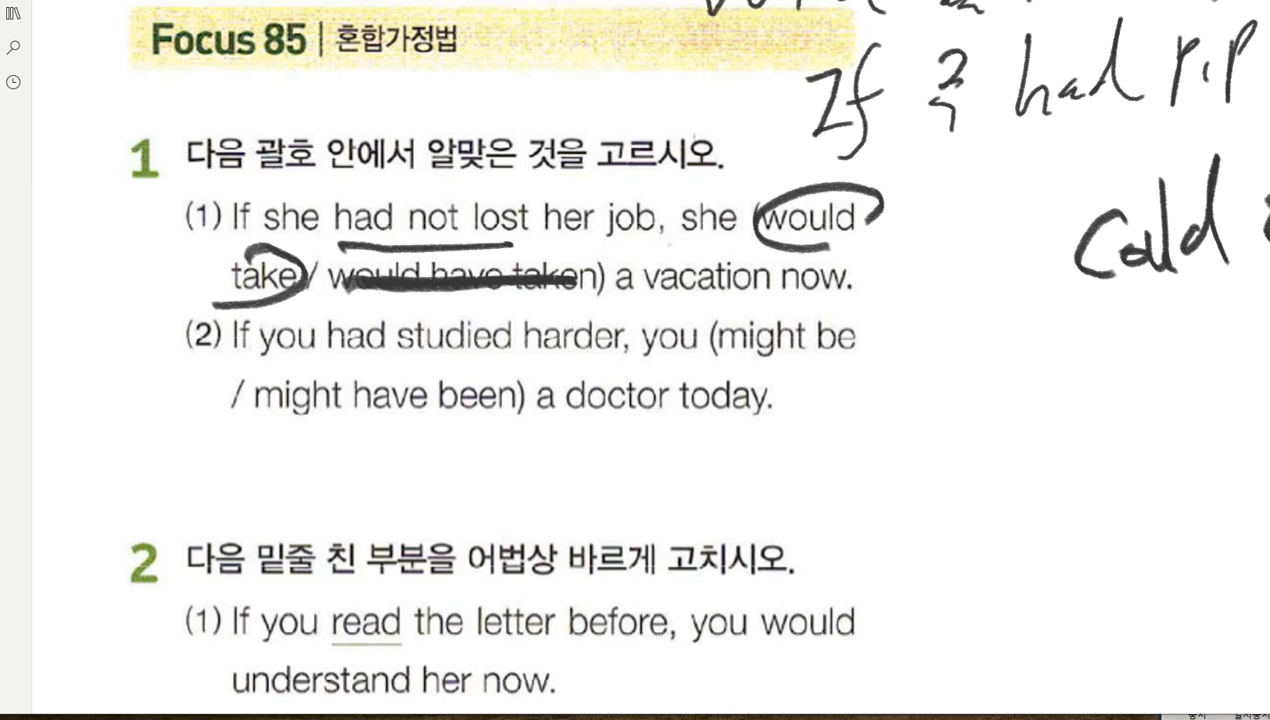 Focus 85 | 혼합가정법
If 주 had p.p
could
1 다음 괄호 안에서 알맞은 것을 고르시오.
(1) If she had not lost her job, she (would
take / would have taken) a vacation now.
(2) If you had studied harder, you (might be
/ might have been) a doctor today.
2 다음 밑줄 친 부분을 어법상 바르게 고치시오.
(1) If you read the letter before, you would
understand her now.